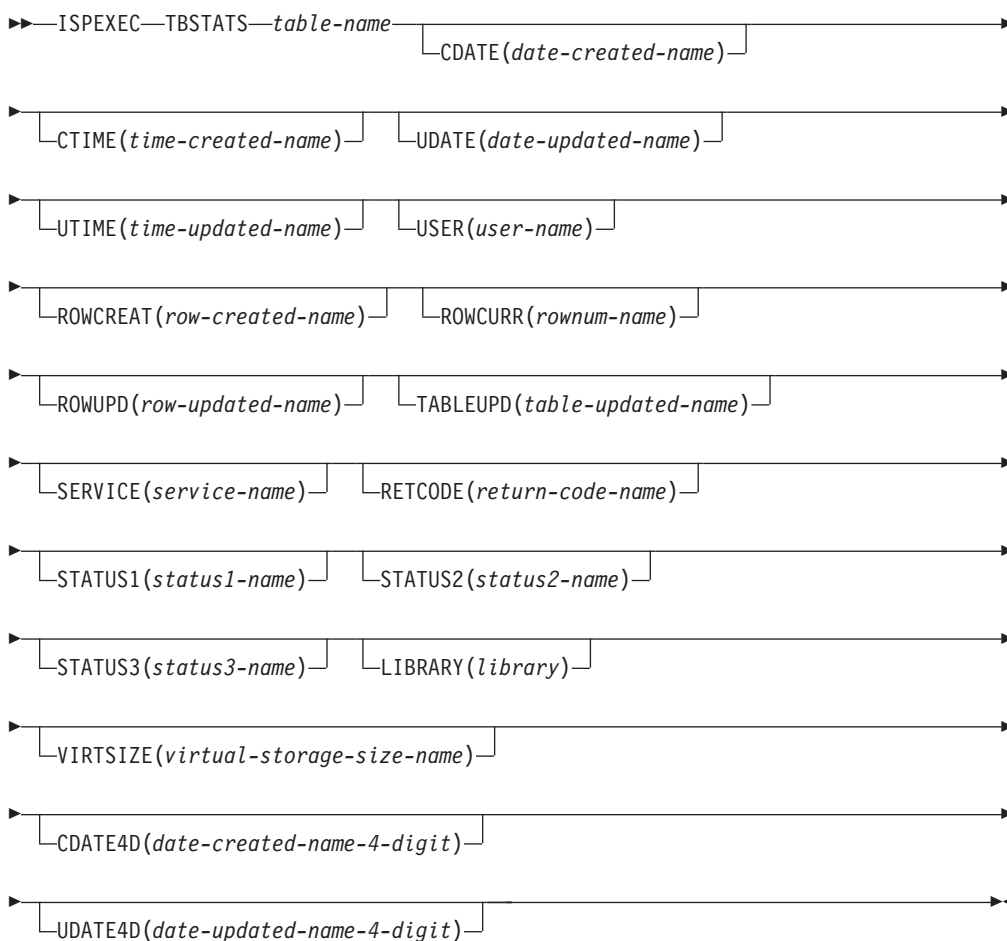 ISPEXEC TBSTATS table-name
CDATE(date-created-name)
CTIME(time-created-name) UDATE(date-updated-name)
UTIME(time-updated-name) USER(user-name)
ROWCREAT(row-created-name) ROWCURR(rownum-name)
ROWUPD(row-updated-name) TABLEUPD(table-updated-name)
SERVICE(service-name) RETCODE(return-code-name)
STATUS1(status1-name) STATUS2(status2-name)
STATUS3(status3-name) LIBRARY(library)
VIRTSIZE(virtual-storage-size-name)
CDATE4D(date-created-name-4-digit)
UDATE4D(date-updated-name-4-digit)